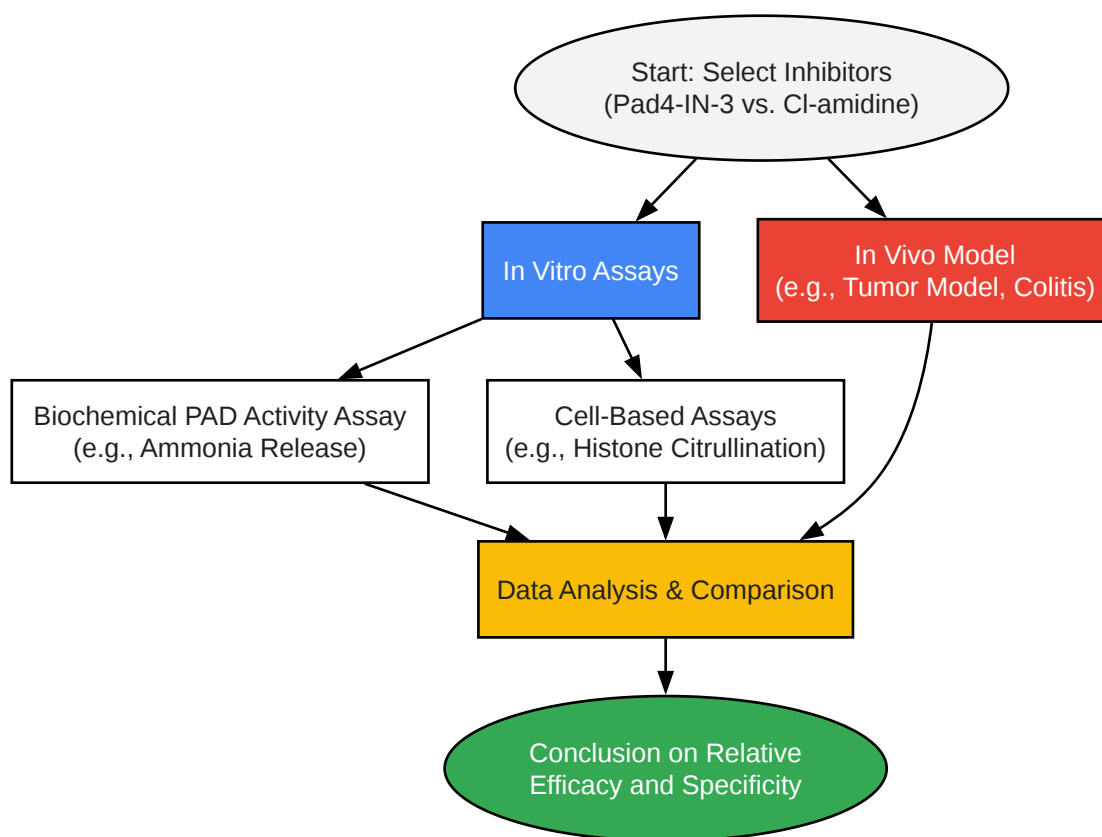 Start: Select Inhibitors
(Pad4-IN-3 vs. Cl-amidine)
In Vitro Assays
In Vivo Model
(e.g., Tumor Model, Colitis)
Biochemical PAD Activity Assay
(e.g., Ammonia Release)
Cell-Based Assays
(e.g., Histone Citrullination)
Data Analysis & Comparison
Conclusion on Relative
Efficacy and Specificity